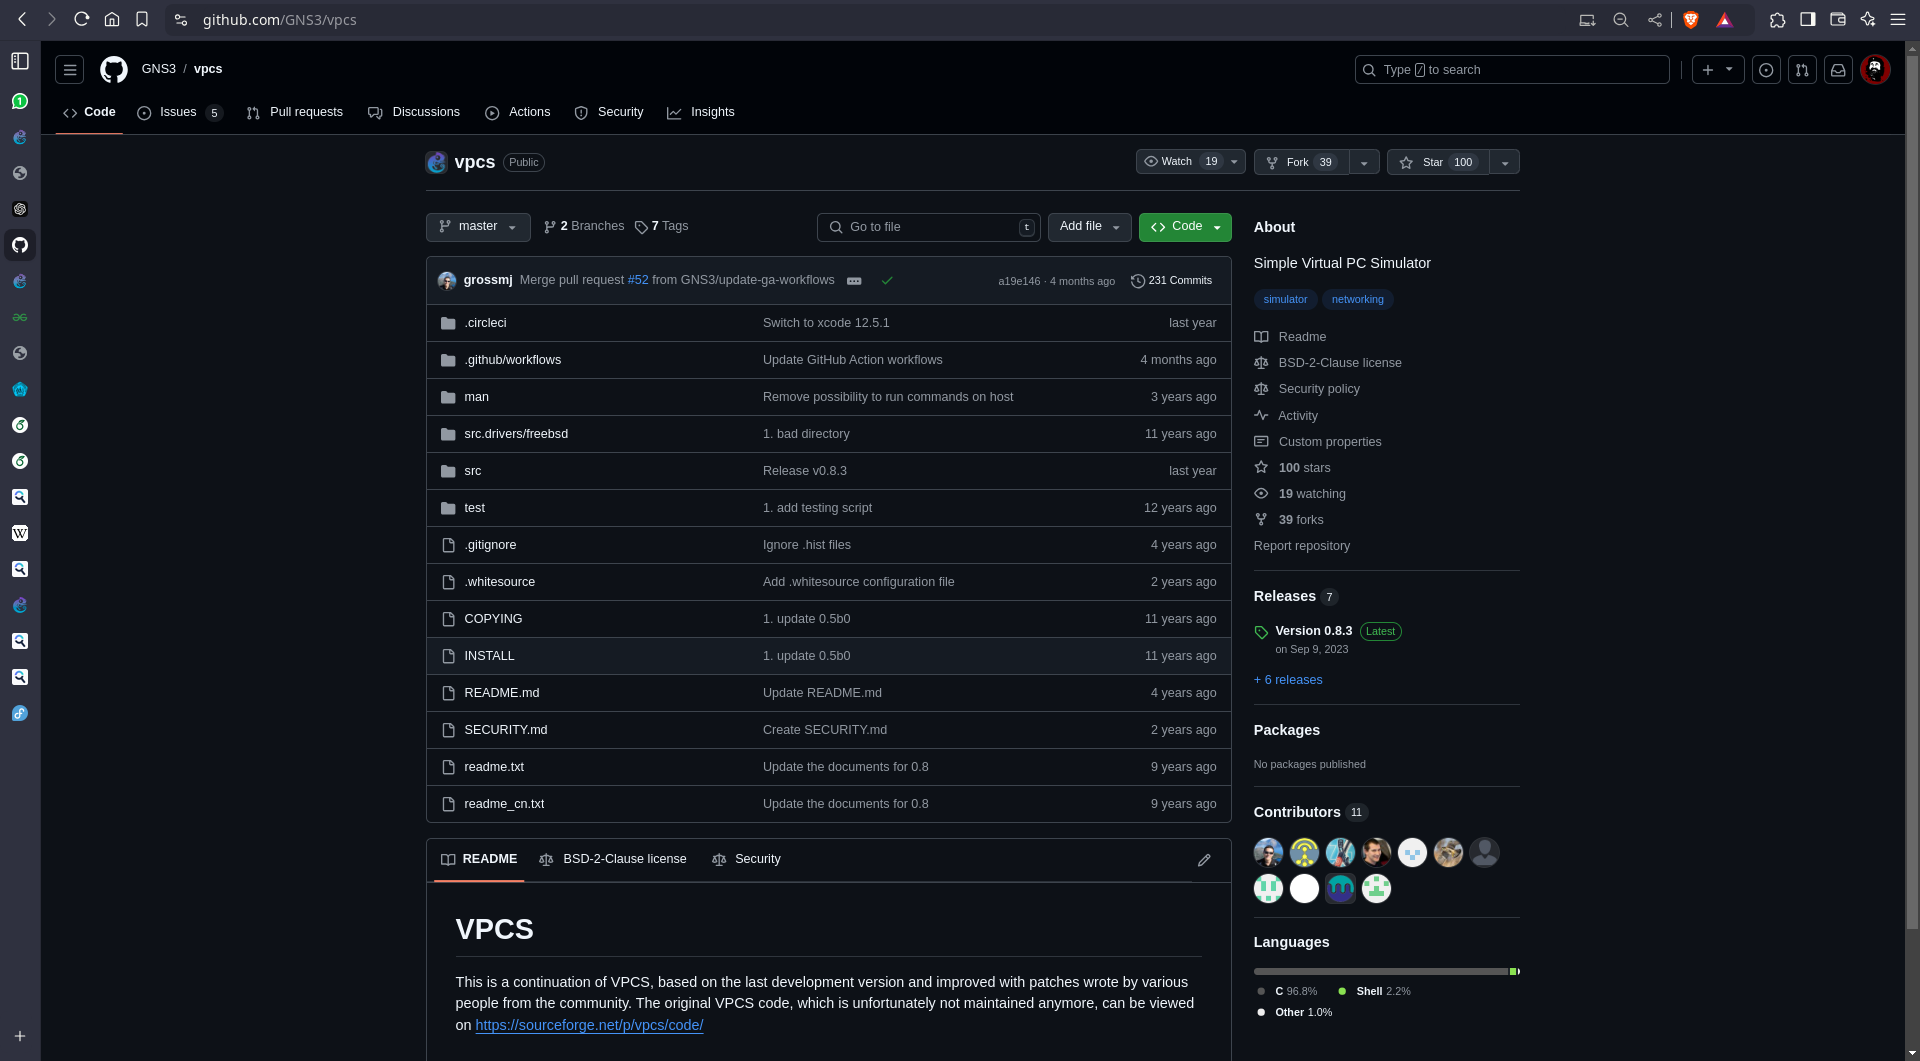 github.com/GNS3/vpcs
GNS3 / vpcs
Type / to search
Code Issues 5 Pull requests Discussions Actions Security Insights
vpcs Public
Watch 19 Fork 39 Star 100
master 2 Branches 7 Tags Go to file t Add file Code
grossmj Merge pull request #52 from GNS3/update-ga-workflows a19e146 · 4 months ago 231 Commits
.circleci Switch to xcode 12.5.1 last year
.github/workflows Update GitHub Action workflows 4 months ago
man Remove possibility to run commands on host 3 years ago
src.drivers/freebsd 1. bad directory 11 years ago
src Release v0.8.3 last year
test 1. add testing script 12 years ago
.gitignore Ignore .hist files 4 years ago
.whitesource Add .whitesource configuration file 2 years ago
COPYING 1. update 0.5b0 11 years ago
INSTALL 1. update 0.5b0 11 years ago
README.md Update README.md 4 years ago
SECURITY.md Create SECURITY.md 2 years ago
readme.txt Update the documents for 0.8 9 years ago
readme_cn.txt Update the documents for 0.8 9 years ago
README BSD-2-Clause license Security
VPCS
This is a continuation of VPCS, based on the last development version and improved with patches wrote by various
people from the community. The original VPCS code, which is unfortunately not maintained anymore, can be viewed
on https://sourceforge.net/p/vpcs/code/
About
Simple Virtual PC Simulator
simulator networking
Readme
BSD-2-Clause license
Security policy
Activity
Custom properties
100 stars
19 watching
39 forks
Report repository
Releases 7
Version 0.8.3 Latest
on Sep 9, 2023
+ 6 releases
Packages
No packages published
Contributors 11
Languages
C 96.8% Shell 2.2%
Other 1.0%